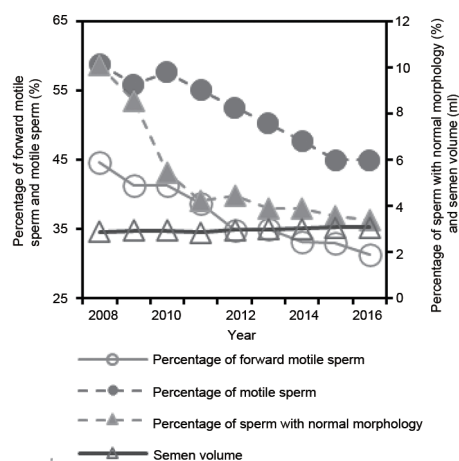 65
55
45
35
25
12
10
8
6
4
2
0
Percentage of forward motile
sperm and motile sperm (%)
Percentage of sperm with normal morphology (%)
and semen volume (ml)
2008 2010 2012 2014 2016
Year
Percentage of forward motile sperm
Percentage of motile sperm
Percentage of sperm with normal morphology
Semen volume